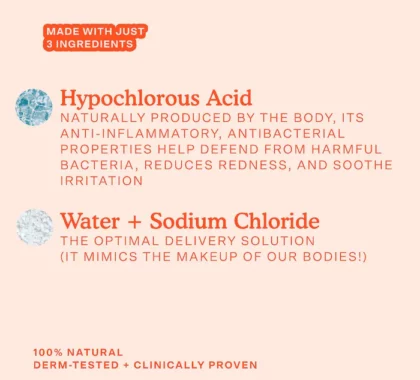 MADE WITH JUST
3 INGREDIENTS
Hypochlorous Acid
NATURALLY PRODUCED BY THE BODY, ITS
ANTI-INFLAMMATORY, ANTIBACTERIAL
PROPERTIES HELP DEFEND FROM HARMFUL
BACTERIA, REDUCES REDNESS, AND SOOTHE
IRRITATION
Water + Sodium Chloride
THE OPTIMAL DELIVERY SOLUTION
(IT MIMICS THE MAKEUP OF OUR BODIES!)
100% NATURAL
DERM-TESTED + CLINICALLY PROVEN